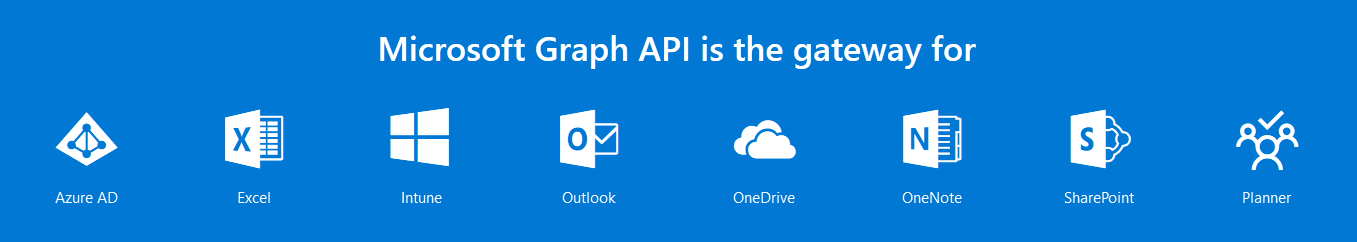 Microsoft Graph API is the gateway for
X
O
N
S
Azure AD
Excel
Intune
Outlook
OneDrive
OneNote
SharePoint
Planner